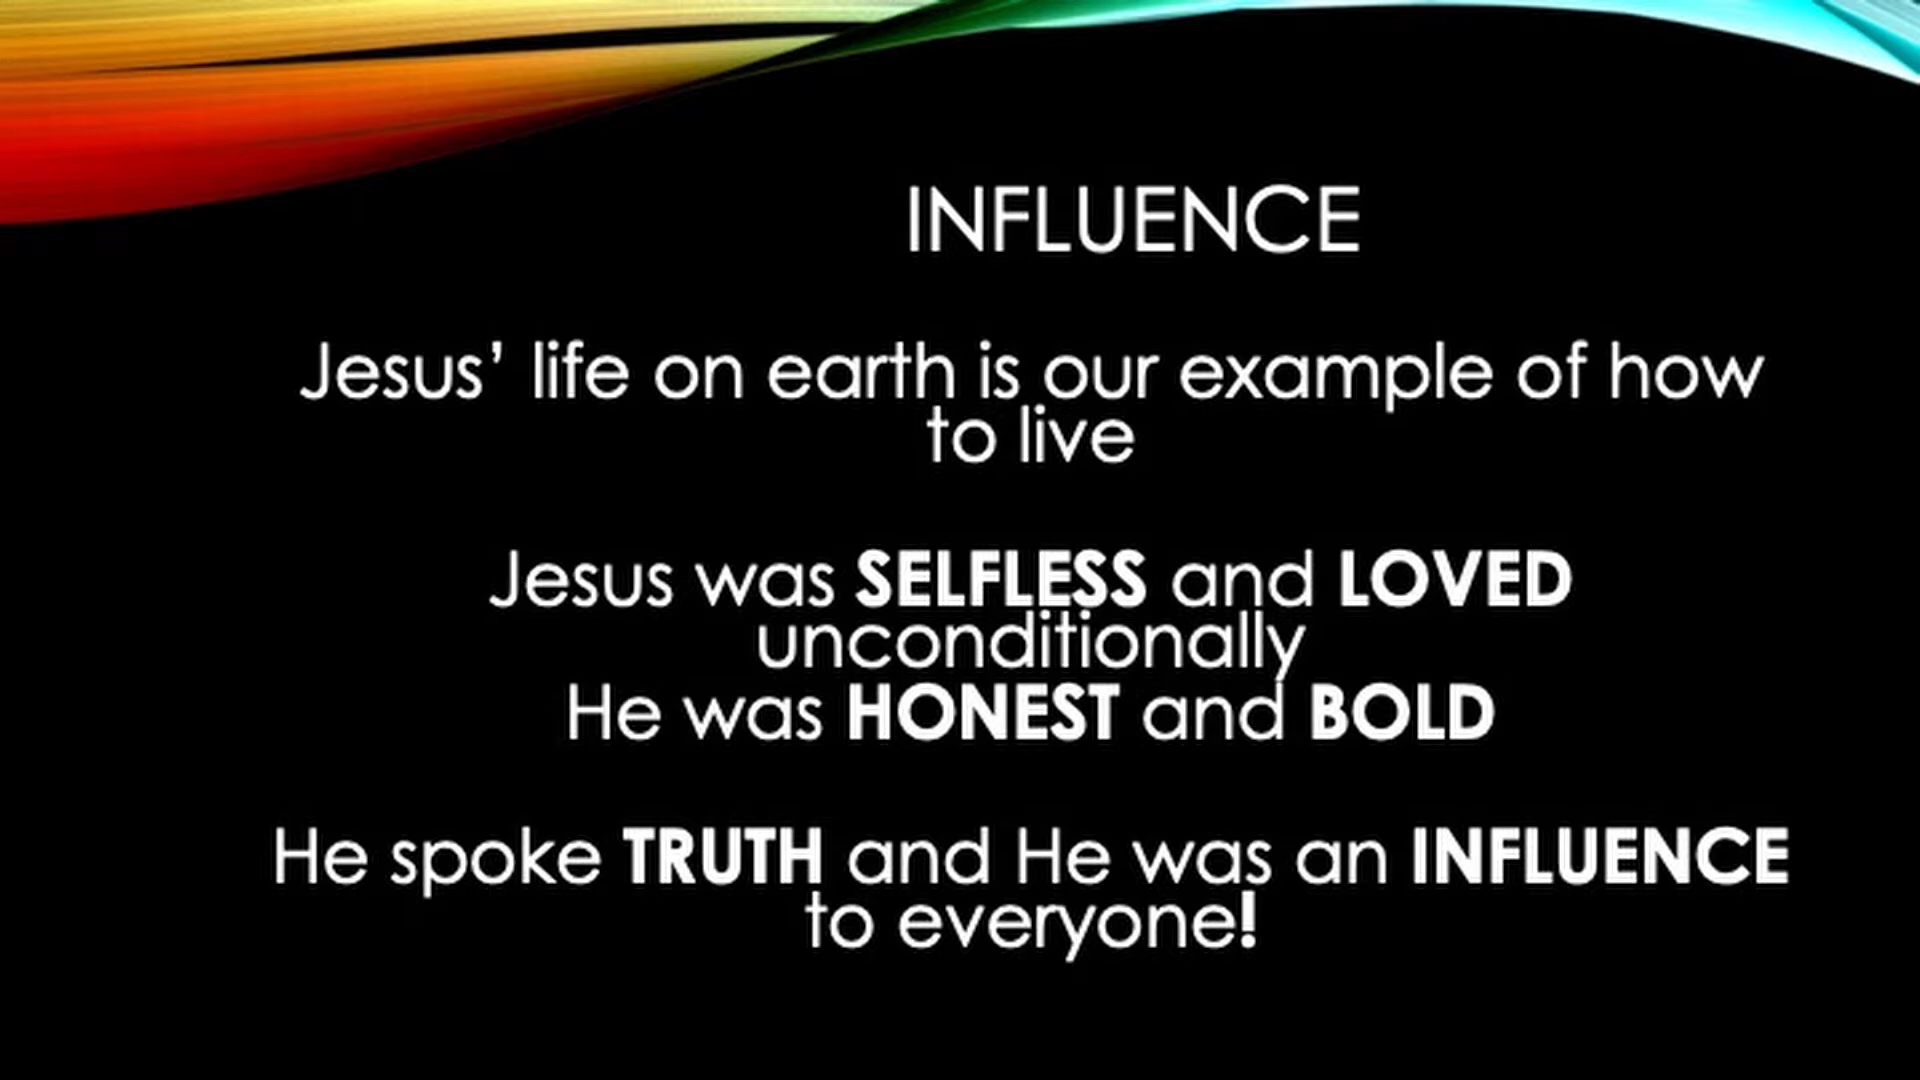 INFLUENCE
Jesus’ life on earth is our example of how
to live
Jesus was SELFLESS and LOVED
unconditionally
He was HONEST and BOLD
He spoke TRUTH and He was an INFLUENCE
to everyone!